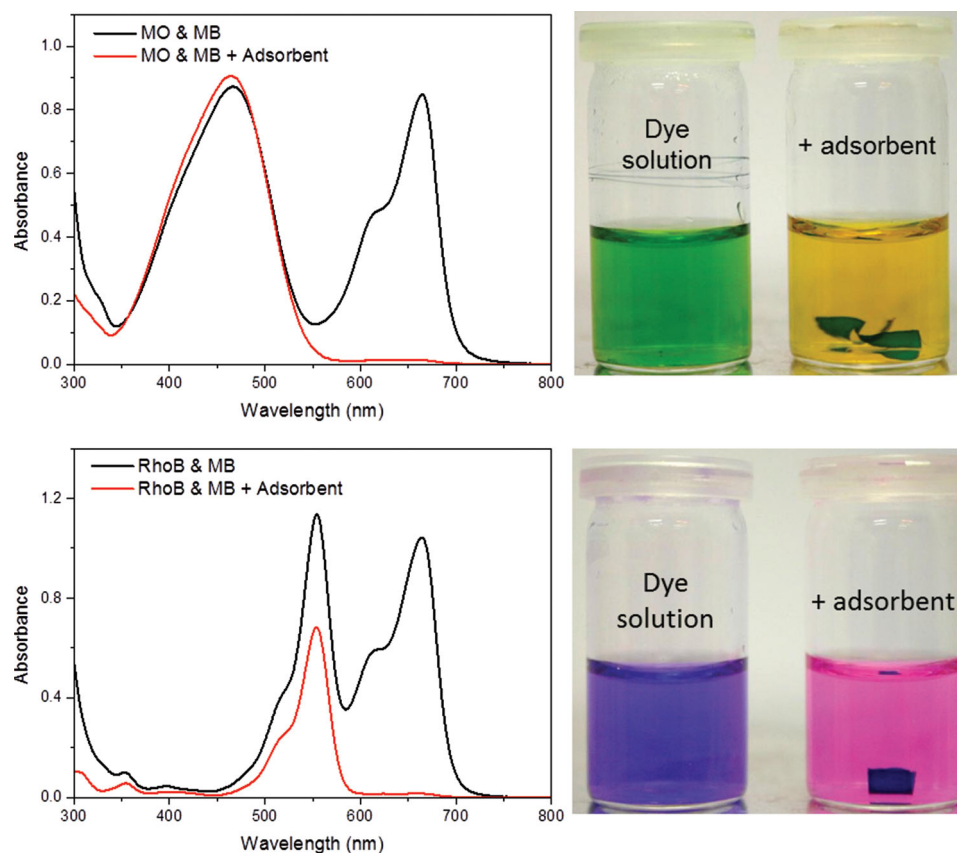 MO & MB
MO & MB + Adsorbent
Absorbance
1.0
0.8
0.6
0.4
0.2
0.0
300
400
500
600
700
800
Wavelength (nm)
Dye
solution
+ adsorbent
RhoB & MB
RhoB & MB + Adsorbent
Absorbance
1.2
0.8
0.4
0.0
300
400
500
600
700
800
Wavelength (nm)
Dye
solution
+ adsorbent